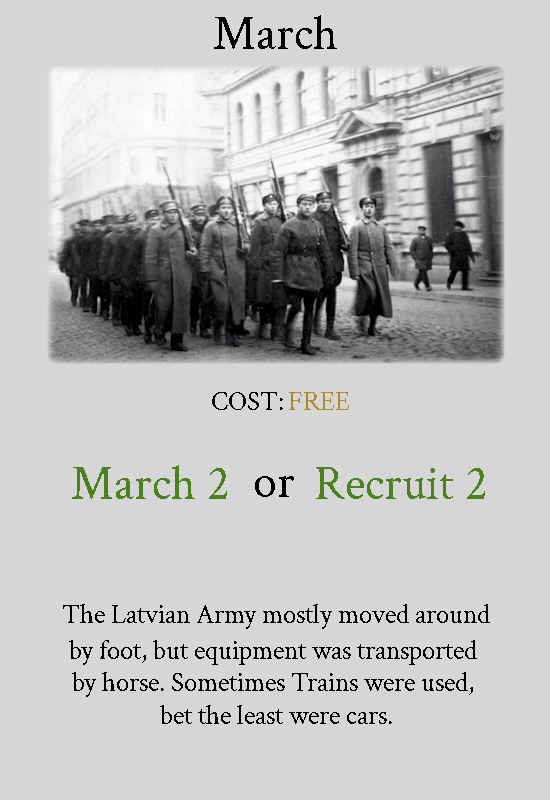 March
COST: FREE
March 2 or Recruit 2
The Latvian Army mostly moved around
by foot, but equipment was transported
by horse. Sometimes Trains were used,
bet the least were cars.